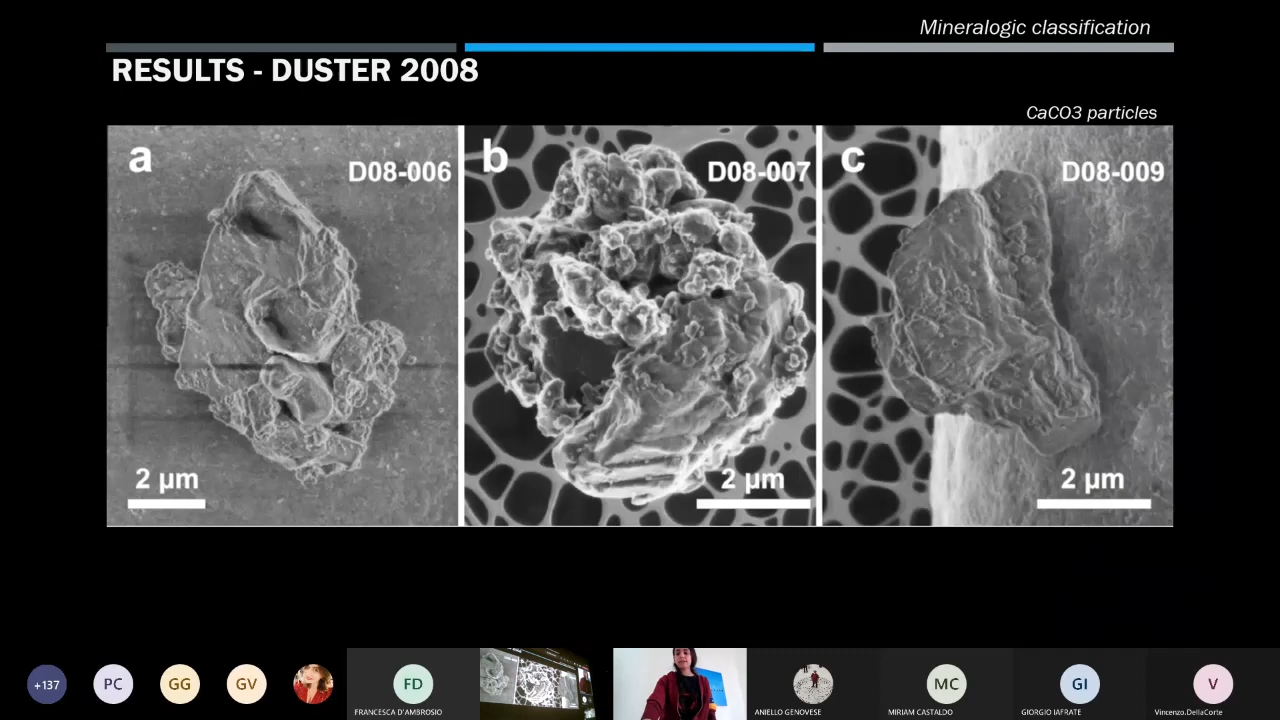 Mineralogic classification
RESULTS - DUSTER 2008
CaCO3 particles
a
D08-006
b
D08-007
c
D08-009
2 µm
2 µm
2 µm
+137
PC
GG
GV
FD
MC
GI
V
FRANCESCA D'AMBROSIO
ANIELLO GENOVESE
MIRIAM CASTALDO
GIORGIO IAFRATE
Vincenzo.DellaCorte